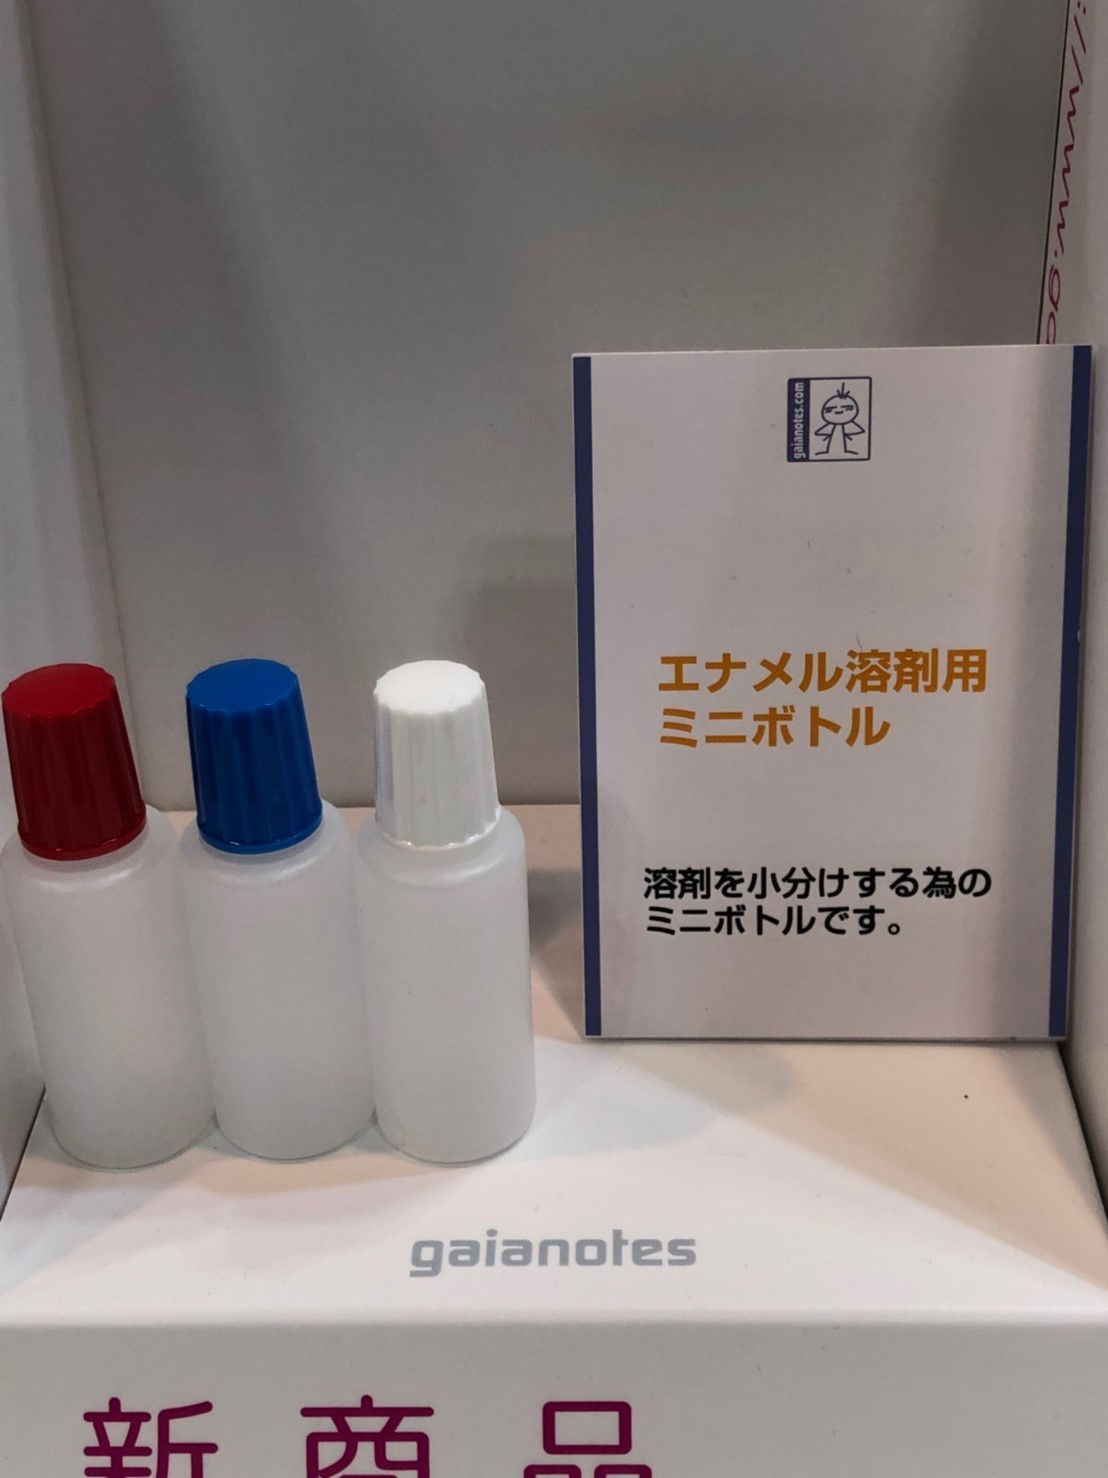 gaianotes.com
エナメル溶剤用
ミニボトル
溶剤を小分けする為の
ミニボトルです。
gaianotes
新商品